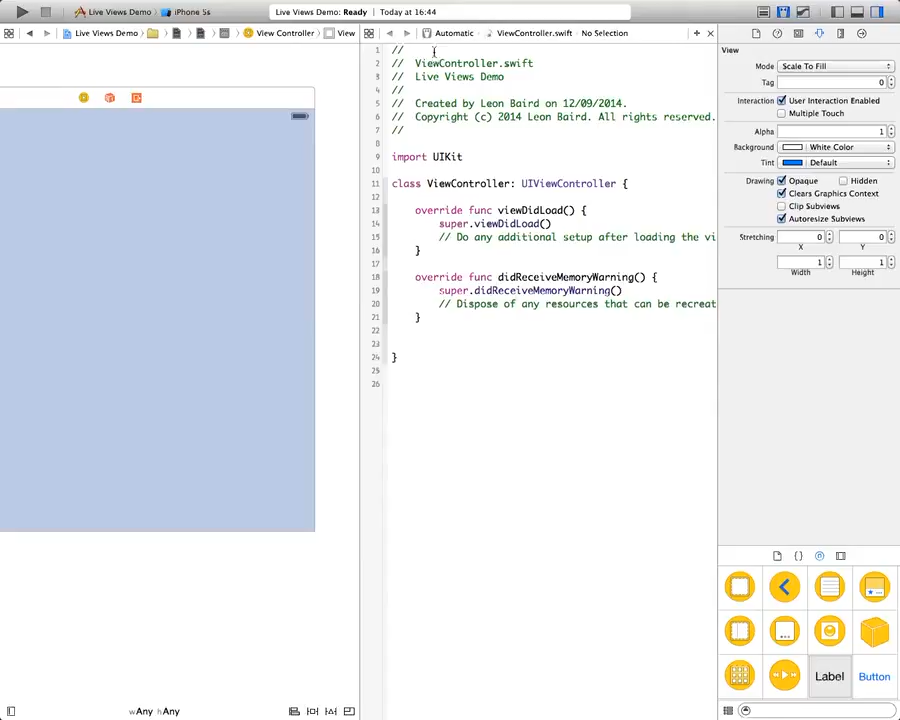 Live Views Demo iPhone 5s
Live Views Demo: Ready Today at 16:44
Live Views Demo View Controller View
Automatic ViewController.swift No Selection
1 //
2 // ViewController.swift
3 // Live Views Demo
4 //
5 // Created by Leon Baird on 12/09/2014.
6 // Copyright (c) 2014 Leon Baird. All rights reserved.
7 //
8
9 import UIKit
10
11 class ViewController: UIViewController {
12
13 override func viewDidLoad() {
14 super.viewDidLoad()
15 // Do any additional setup after loading the vi
16 }
17
18 override func didReceiveMemoryWarning() {
19 super.didReceiveMemoryWarning()
20 // Dispose of any resources that can be recreat
21 }
22
23
24 }
25
26
View
Mode Scale To Fill
Tag 0
Interaction User Interaction Enabled
Multiple Touch
Alpha 1
Background White Color
Tint Default
Drawing Opaque Hidden
Clears Graphics Context
Clip Subviews
Autoresize Subviews
Stretching 0 0
X Y
1 1
Width Height
Label Button
wAny hAny